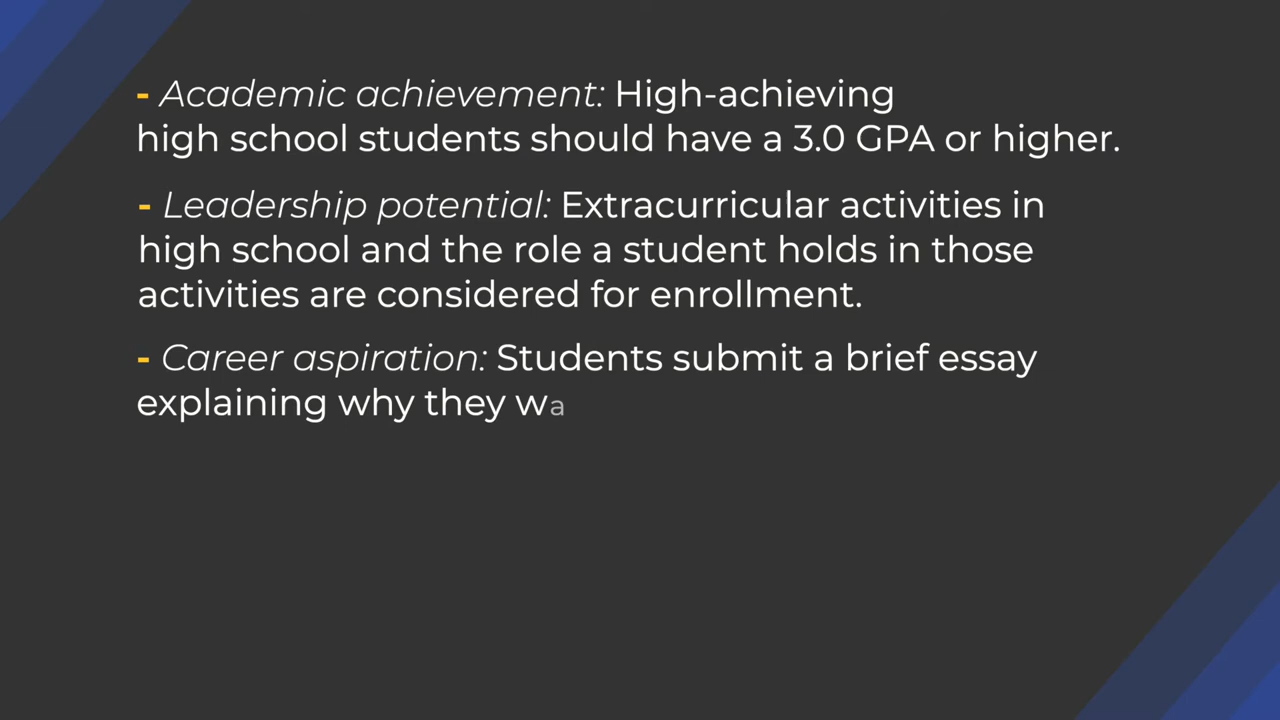 - Academic achievement: High-achieving
high school students should have a 3.0 GPA or higher.
- Leadership potential: Extracurricular activities in
high school and the role a student holds in those
activities are considered for enrollment.
- Career aspiration: Students submit a brief essay
explaining why they wa